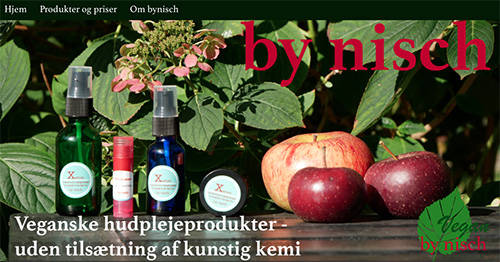 Hjem Produkter og priser Om bynisch
by nisch
Veganske hudplejeprodukter -
uden tilsætning af kunstig kemi
Vegan
by nisch